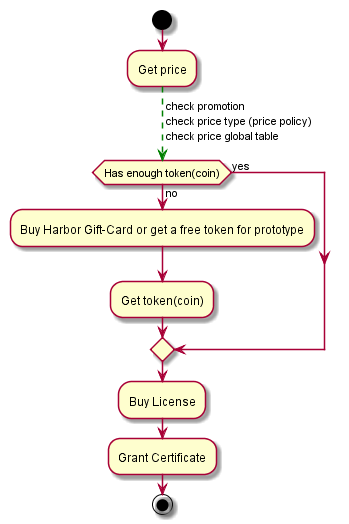 Get price
check promotion
check price type (price policy)
check price global table
Has enough token(coin)
yes
no
Buy Harbor Gift-Card or get a free token for prototype
Get token(coin)
Buy License
Grant Certificate